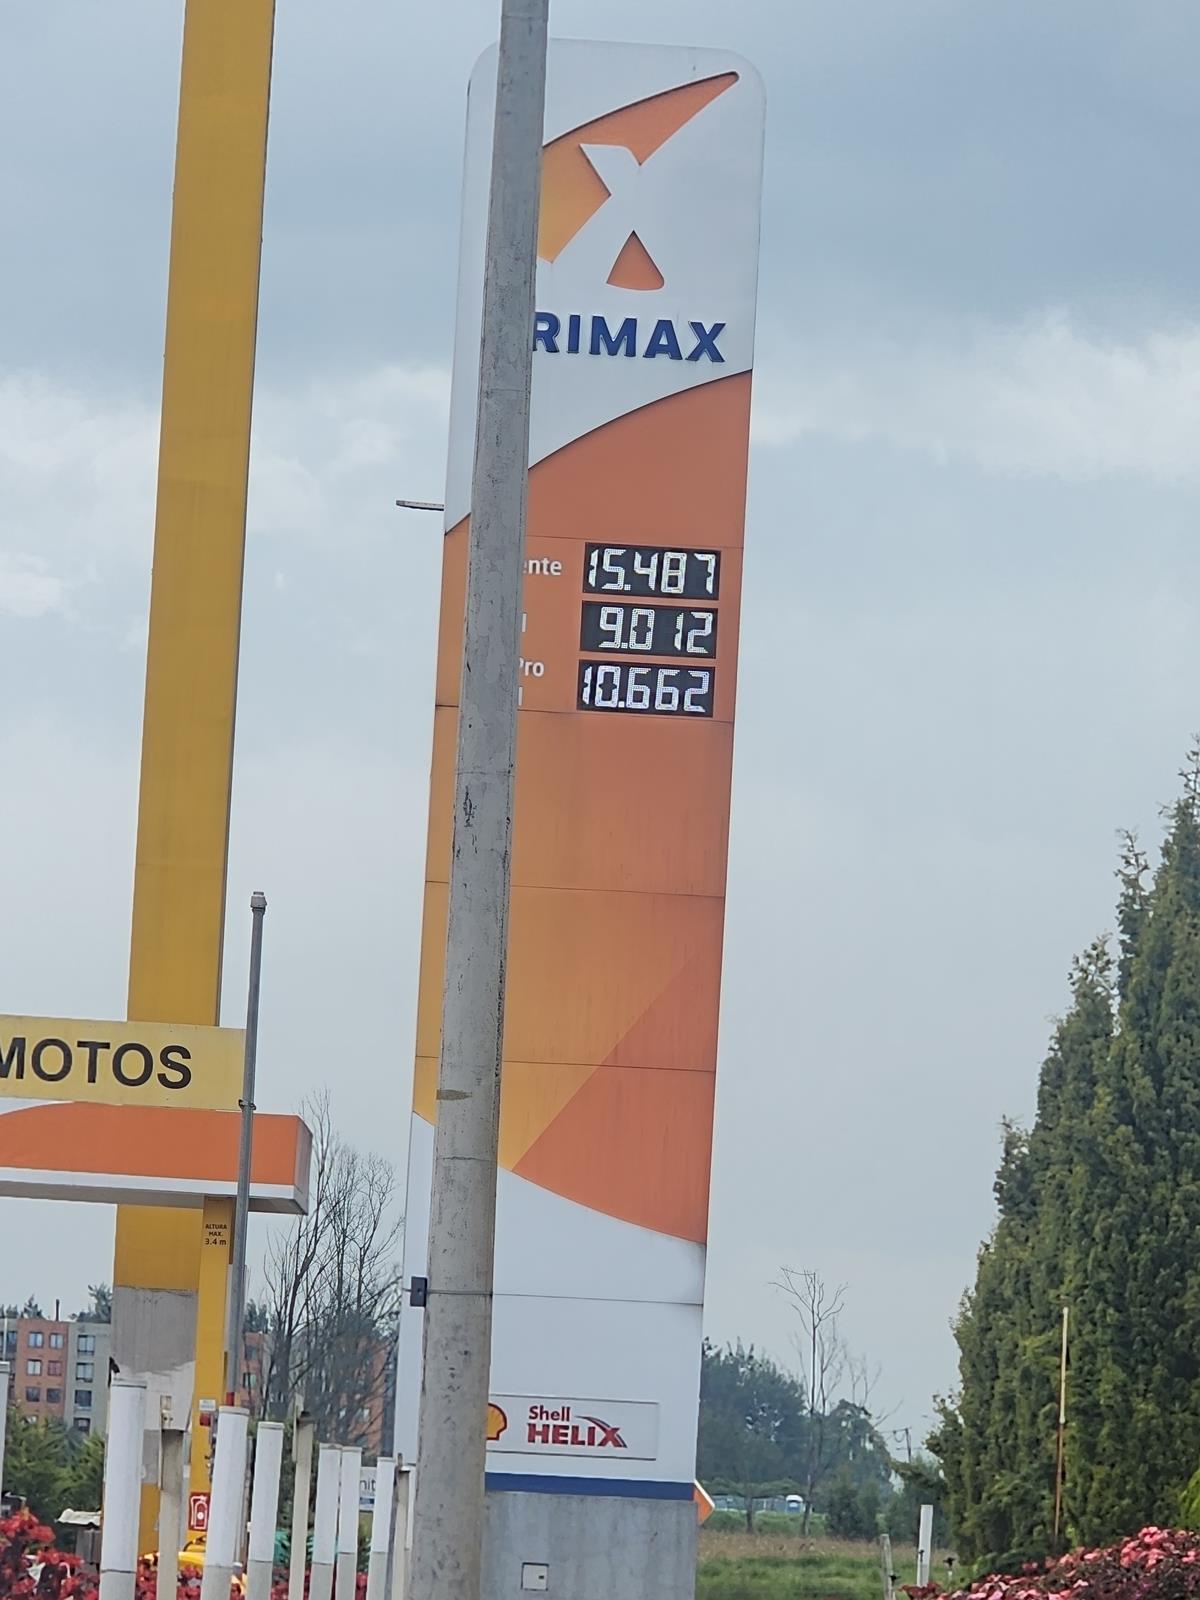 RIMAX
ente 15.487
l 9.012
Pro
l 10.662
MOTOS
ALTURA
MAX.
3.4 m
Shell
HELIX